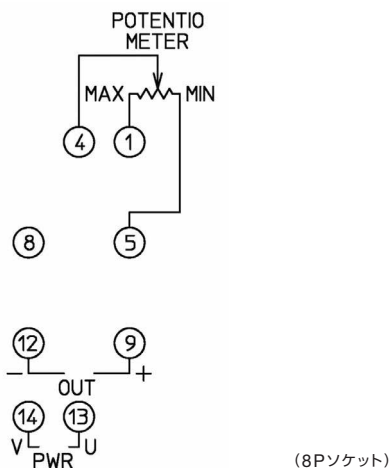 POTENTIO
METER
MAX MIN
4 1
8 5
12 9
- OUT +
14 13
V PWR U
(8Pソケット)